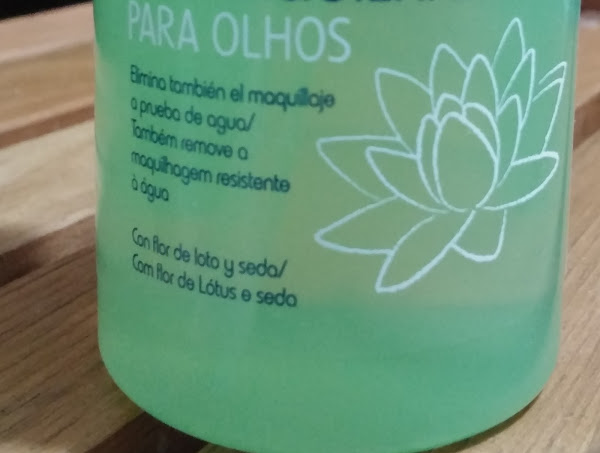 PARA OLHOS
Elimina también el maquillaje
a prueba de agua/
Também remove a
maquilhagem resistente
à água
Con flor de loto y seda/
Com flor de Lótus e seda